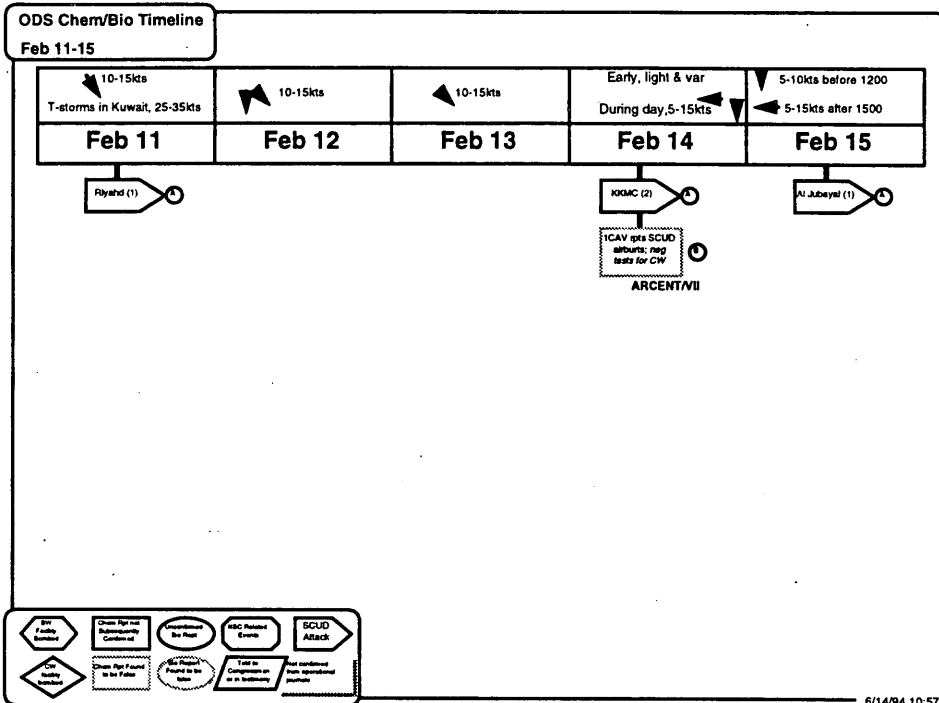 ODS Chem/Bio Timeline
Feb 11-15
10-15kts
T-storms in Kuwait, 25-35kts
10-15kts
10-15kts
Early, light & var
During day,5-15kts
5-10kts before 1200
5-15kts after 1500
Feb 11
Feb 12
Feb 13
Feb 14
Feb 15
Riyahd (1)
A
KKMC (2)
A
Al Jubayal (1)
A
1CAV rpts SCUD
airburts; neg
tests for CW
ARCENT/VII
BW
Facility
bombed
Chem Rpt not
Subsequently
Confirmed
Unconfirmed
Bio Rept
NBC Related
Events
SCUD
Attack
CW
facility
bombed
Chem Rpt Found
to be False
Bio Report
Found to be
false
Told to
Congressman
or in testimony
Not confirmed
from operational
journals
6/14/94 10:57